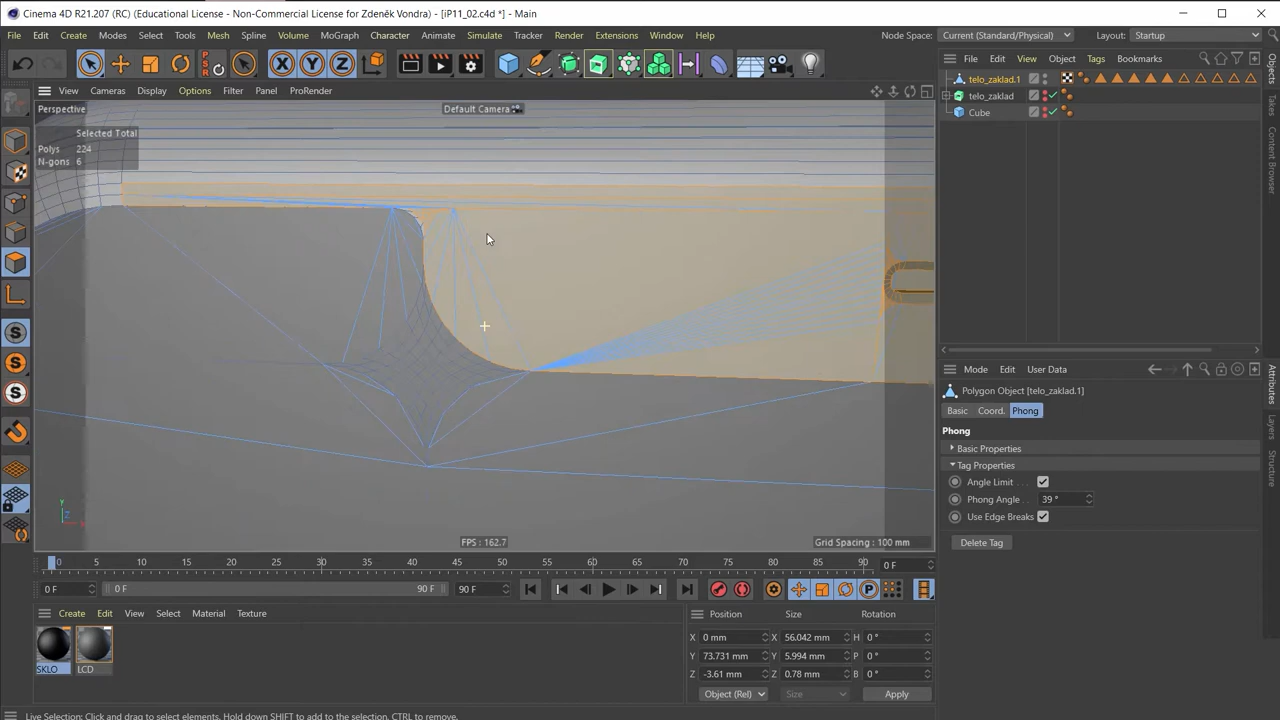 Cinema 4D R21.207 (RC) (Educational License - Non-Commercial License for Zdeněk Vondra) - [iP11_02.c4d *] - Main
File Edit Create Modes Select Tools Mesh Spline Volume MoGraph Character Animate Simulate Tracker Render Extensions Window Help Node Space: Current (Standard/Physical) Layout: Startup
PSR X Y Z
File Edit View Object Tags Bookmarks
View Cameras Display Options Filter Panel ProRender
telo_zaklad.1
telo_zaklad
Cube
Perspective Default Camera
Selected Total
Polys 224
N-gons 6
Objects
Takes
Content Browser
Mode Edit User Data
Polygon Object [telo_zaklad.1]
Basic Coord. Phong
Phong
Basic Properties
Tag Properties
Angle Limit . . .
Phong Angle . . 39 °
Use Edge Breaks
Delete Tag
Attributes
Layers
Structure
Y
Z X
FPS : 162.7 Grid Spacing : 100 mm
0 5 10 15 20 25 30 35 40 45 50 55 60 65 70 75 80 85 90 0 F
0 F 0 F 90 F 90 F
Create Edit View Select Material Texture
SKLO LCD
Position Size Rotation
X 0 mm X 56.042 mm H 0 °
Y 73.731 mm Y 5.994 mm P 0 °
Z -3.61 mm Z 0.78 mm B 0 °
Object (Rel) Size Apply
Live Selection: Click and drag to select elements. Hold down SHIFT to add to the selection, CTRL to remove.